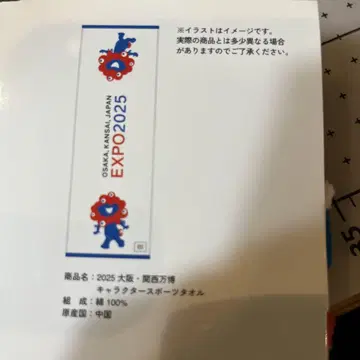 ※イラストはイメージです。
実際の商品とは多少異なる場合
がありますのでご了承ください。
OSAKA, KANSAI, JAPAN
EXPO2025
商品名：2025 大阪・関西万博
キャラクタースポーツタオル
組　成：綿 100%
原産国：中国
35